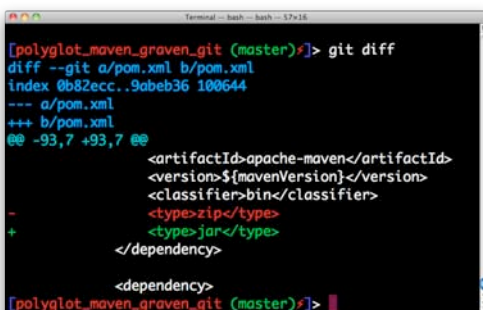 Terminal — bash — bash — 57×16
[polyglot_maven_graven_git (master)⚡]> git diff
diff --git a/pom.xml b/pom.xml
index 0b82ecc..9abeb36 100644
--- a/pom.xml
+++ b/pom.xml
@@ -93,7 +93,7 @@
<artifactId>apache-maven</artifactId>
<version>${mavenVersion}</version>
<classifier>bin</classifier>
- <type>zip</type>
+ <type>jar</type>
</dependency>
<dependency>
[polyglot_maven_graven_git (master)⚡]>